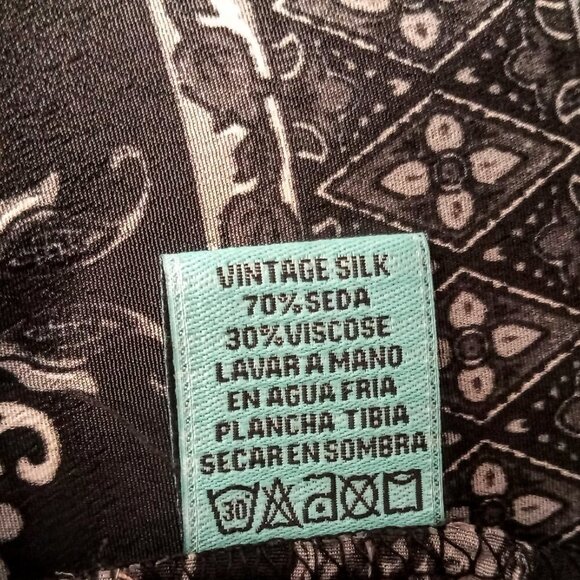 VINTAGE SILK
70% SEDA
30% VISCOSE
LAVAR A MANO
EN AGUA FRIA
PLANCHA TIBIA
SECAR EN SOMBRA
30°